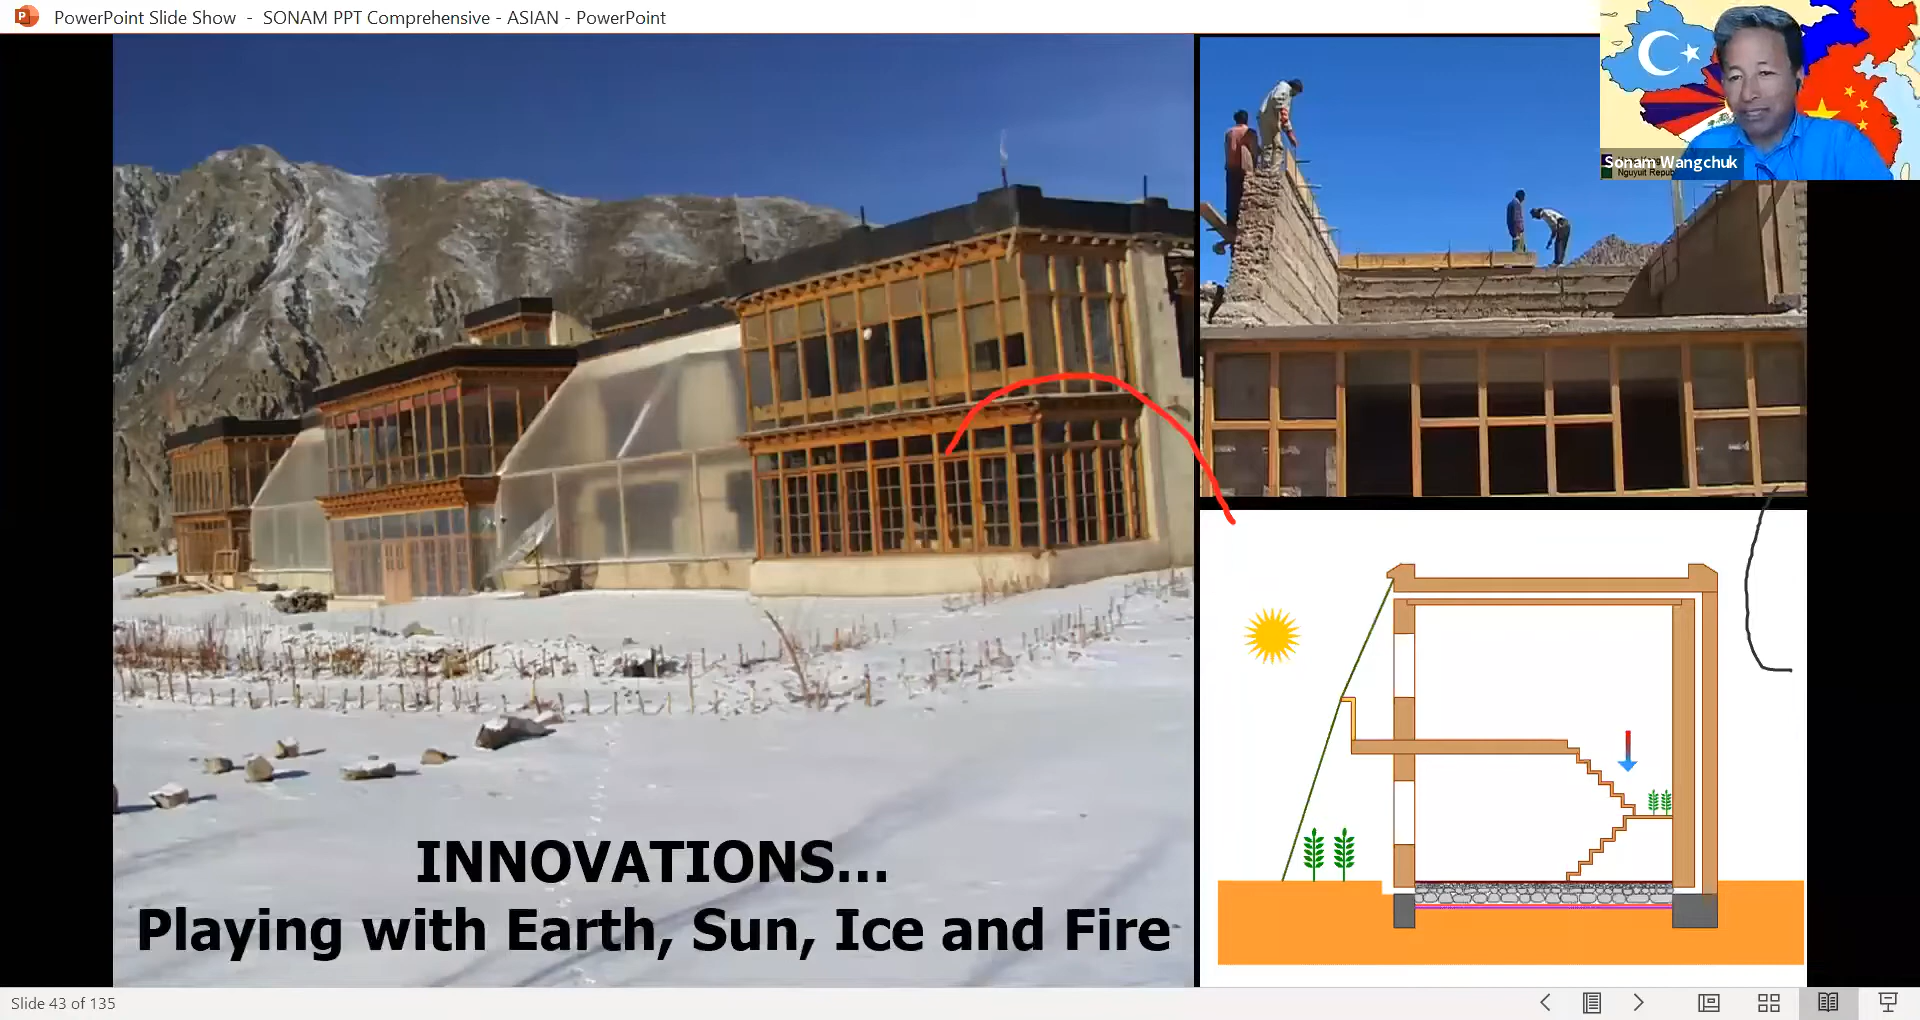 PowerPoint Slide Show - SONAM PPT Comprehensive - ASIAN - PowerPoint
Sonam Wangchuk
INNOVATIONS...
Playing with Earth, Sun, Ice and Fire
Slide 43 of 135